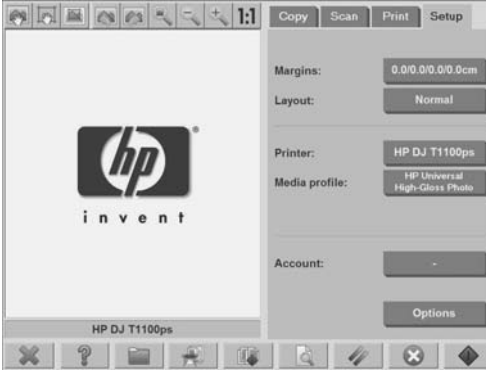 1:1
Copy
Scan
Print
Setup
Margins:
0.0/0.0/0.0/0.0cm
Layout:
Normal
hp
invent
Printer:
HP DJ T1100ps
Media profile:
HP Universal
High-Gloss Photo
Account:
-
Options
HP DJ T1100ps
?